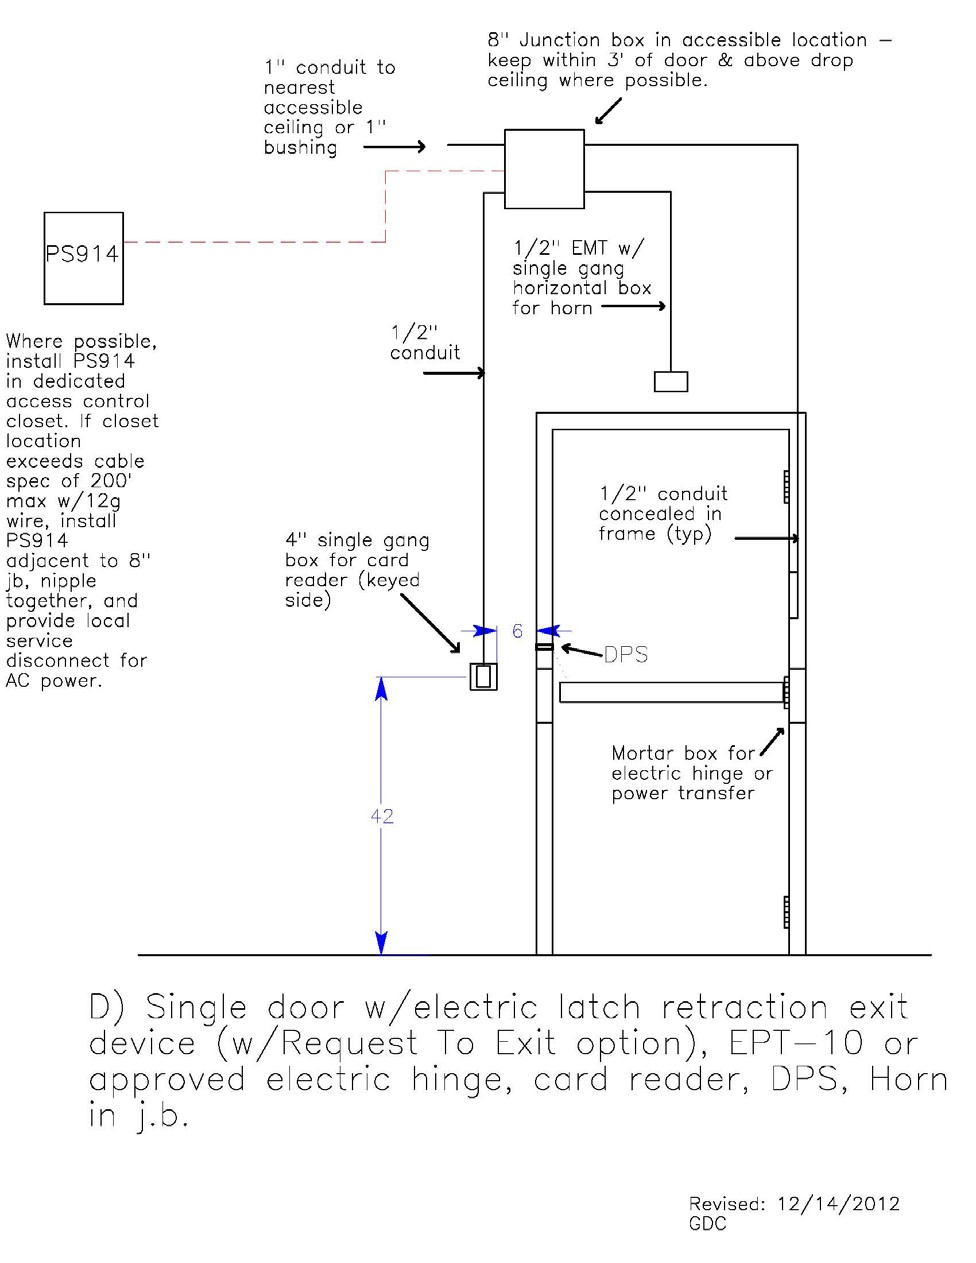 8" Junction box in accessible location –
keep within 3' of door & above drop
ceiling where possible.
1" conduit to
nearest
accessible
ceiling or 1"
bushing
PS914
1/2" EMT w/
single gang
horizontal box
for horn
1/2"
conduit
Where possible,
install PS914
in dedicated
access control
closet. If closet
location
exceeds cable
spec of 200'
max w/12g
wire, install
PS914
adjacent to 8"
jb, nipple
together, and
provide local
service
disconnect for
AC power.
1/2" conduit
concealed in
frame (typ)
4" single gang
box for card
reader (keyed
side)
6
DPS
Mortar box for
electric hinge or
power transfer
42
D) Single door w/electric latch retraction exit
device (w/Request To Exit option), EPT–10 or
approved electric hinge, card reader, DPS, Horn
in j.b.
Revised: 12/14/2012
GDC